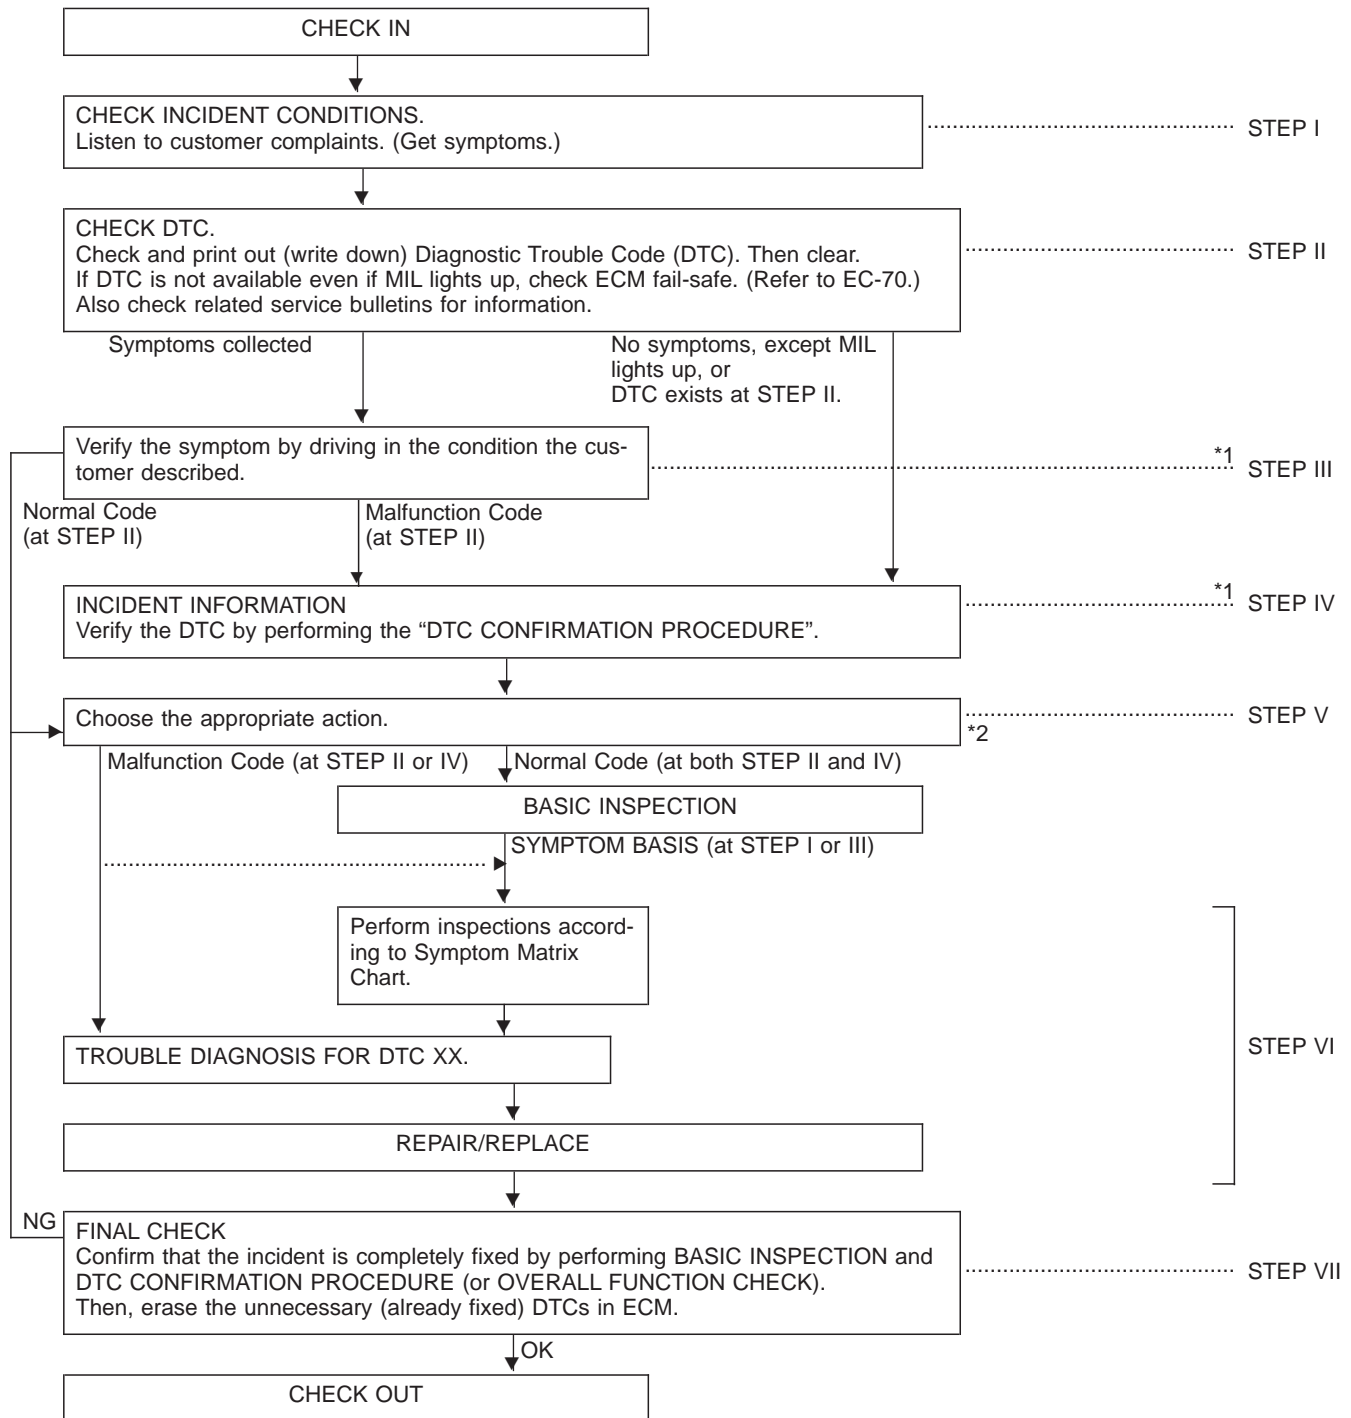 CHECK IN
CHECK INCIDENT CONDITIONS.
Listen to customer complaints. (Get symptoms.)
STEP I
CHECK DTC.
Check and print out (write down) Diagnostic Trouble Code (DTC). Then clear.
If DTC is not available even if MIL lights up, check ECM fail-safe. (Refer to EC-70.)
Also check related service bulletins for information.
STEP II
Symptoms collected
No symptoms, except MIL
lights up, or
DTC exists at STEP II.
Verify the symptom by driving in the condition the cus-
tomer described.
*1
STEP III
Normal Code
(at STEP II)
Malfunction Code
(at STEP II)
INCIDENT INFORMATION
Verify the DTC by performing the “DTC CONFIRMATION PROCEDURE”.
*1
STEP IV
Choose the appropriate action.
*2
STEP V
Malfunction Code (at STEP II or IV)
Normal Code (at both STEP II and IV)
BASIC INSPECTION
SYMPTOM BASIS (at STEP I or III)
Perform inspections accord-
ing to Symptom Matrix
Chart.
TROUBLE DIAGNOSIS FOR DTC XX.
STEP VI
REPAIR/REPLACE
NG
FINAL CHECK
Confirm that the incident is completely fixed by performing BASIC INSPECTION and
DTC CONFIRMATION PROCEDURE (or OVERALL FUNCTION CHECK).
Then, erase the unnecessary (already fixed) DTCs in ECM.
STEP VII
OK
CHECK OUT